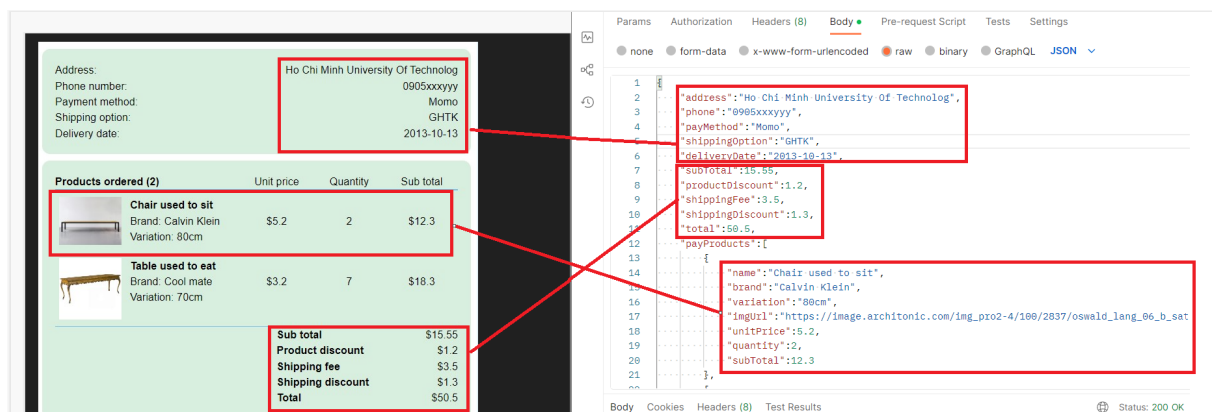 Address: Ho Chi Minh University Of Technolog
Phone number: 0905xxxyyy
Payment method: Momo
Shipping option: GHTK
Delivery date: 2013-10-13
Products ordered (2) Unit price Quantity Sub total
Chair used to sit
Brand: Calvin Klein $5.2 2 $12.3
Variation: 80cm
Table used to eat
Brand: Cool mate $3.2 7 $18.3
Variation: 70cm
Sub total $15.55
Product discount $1.2
Shipping fee $3.5
Shipping discount $1.3
Total $50.5
Params Authorization Headers (8) Body Pre-request Script Tests Settings
none form-data x-www-form-urlencoded raw binary GraphQL JSON
1 {
2 "address":"Ho Chi Minh University Of Technolog",
3 "phone":"0905xxxyyy",
4 "payMethod":"Momo",
5 "shippingOption":"GHTK",
6 "deliveryDate":"2013-10-13",
7 "subTotal":15.55,
8 "productDiscount":1.2,
9 "shippingFee":3.5,
10 "shippingDiscount":1.3,
11 "total":50.5,
12 "payProducts":[
13 {
14 "name":"Chair used to sit",
15 "brand":"Calvin Klein",
16 "variation":"80cm",
17 "imgUrl":"https://image.architonic.com/img_pro2-4/100/2837/oswald_lang_06_b_sat
18 "unitPrice":5.2,
19 "quantity":2,
20 "subTotal":12.3
21 },
Body Cookies Headers (8) Test Results Status: 200 OK